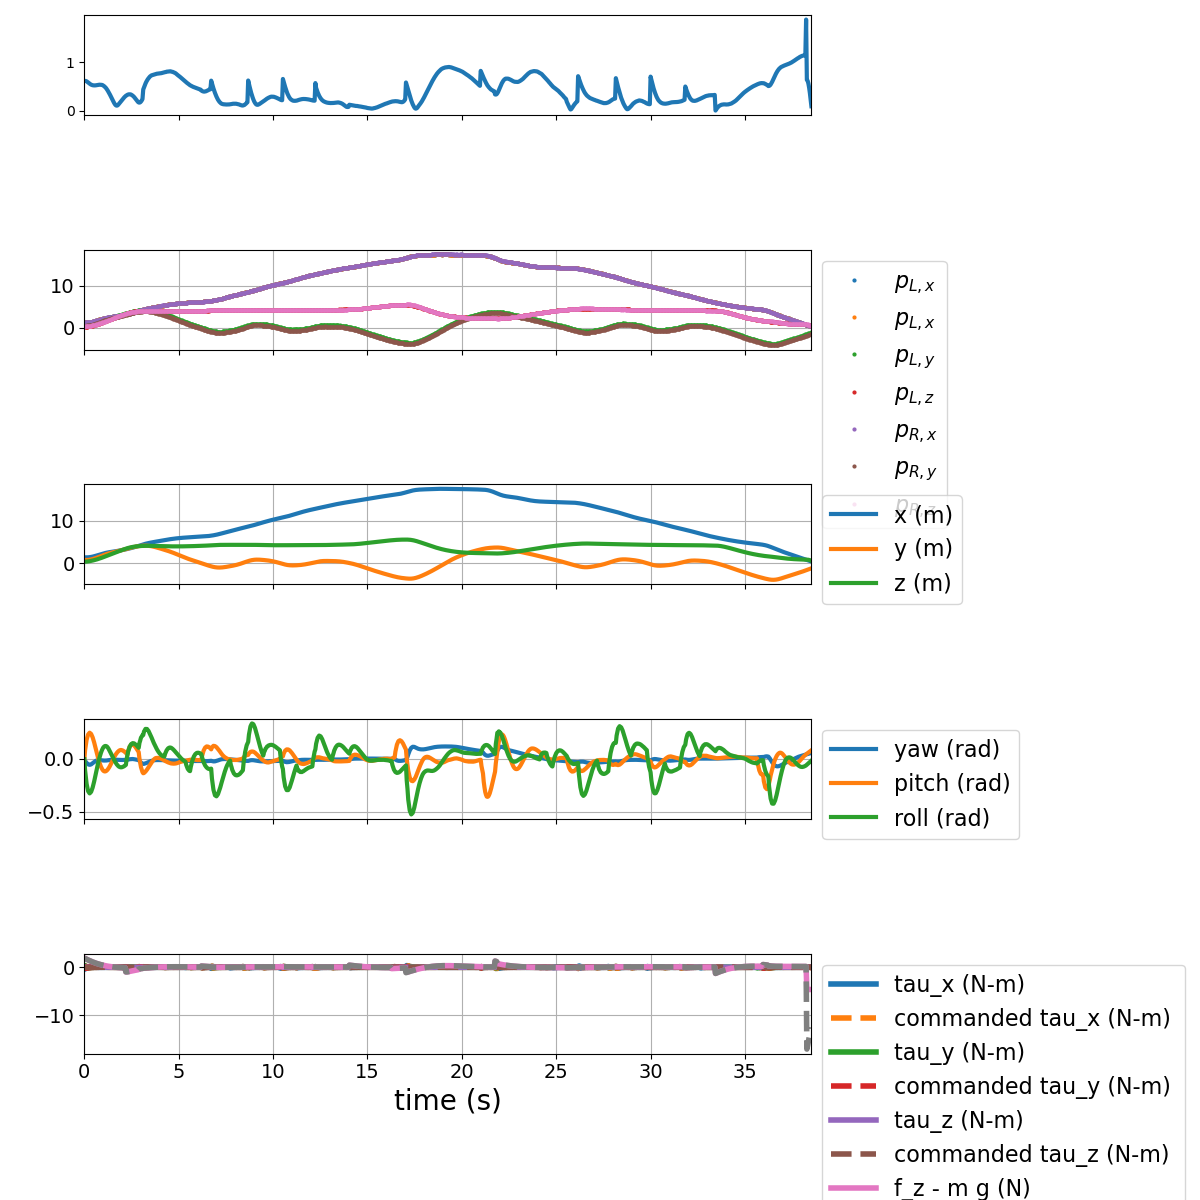 1
0
10
0
p_{L,x}
p_{L,x}
p_{L,y}
p_{L,z}
p_{R,x}
p_{R,y}
p_{R,z}
10
0
x (m)
y (m)
z (m)
0.0
−0.5
yaw (rad)
pitch (rad)
roll (rad)
0
−10
0 5 10 15 20 25 30 35
time (s)
tau_x (N-m)
commanded tau_x (N-m)
tau_y (N-m)
commanded tau_y (N-m)
tau_z (N-m)
commanded tau_z (N-m)
f_z - m g (N)